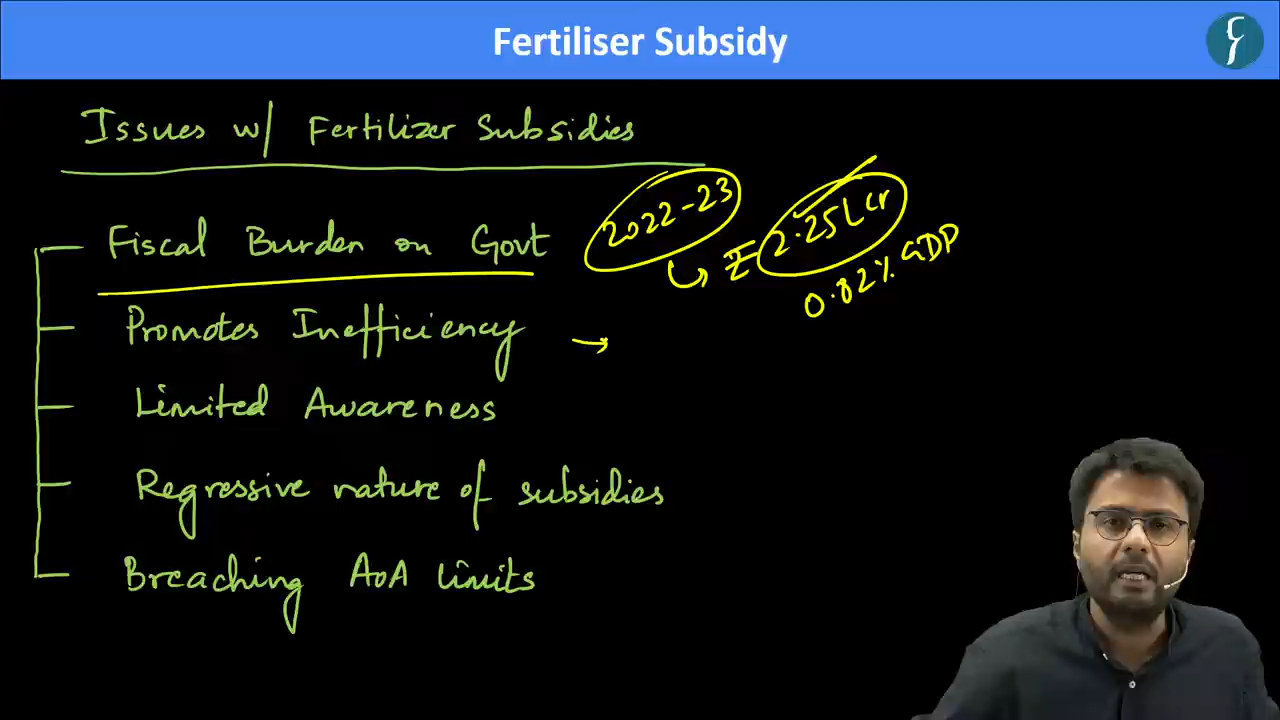 Fertiliser Subsidy
Issues w/ Fertilizer Subsidies
Fiscal Burden on Govt
2022-23
₹ 2.25L Cr
0.82% GDP
Promotes Inefficiency
Limited Awareness
Regressive nature of subsidies
Breaching AoA limits